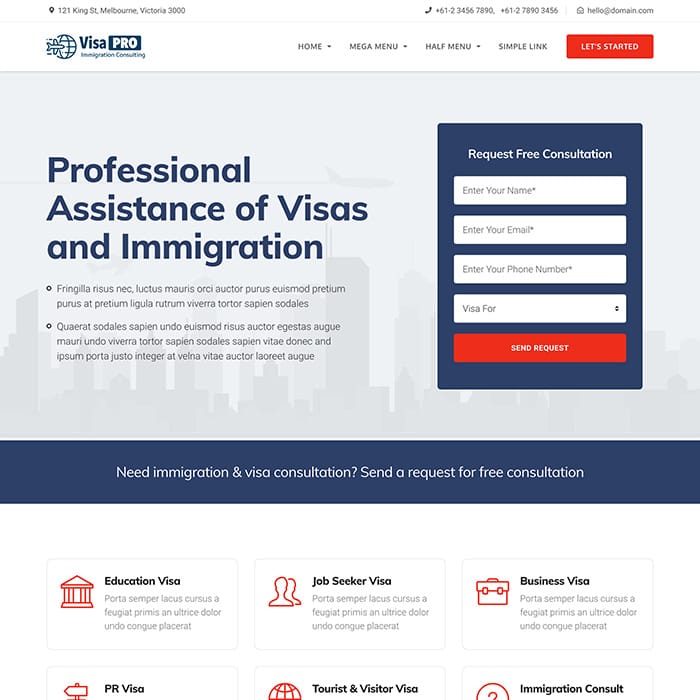 121 King St, Melbourne, Victoria 3000
+61-2 3456 7890, +61-2 7890 3456
hello@domain.com
Visa PRO
Immigration Consulting
HOME
MEGA MENU
HALF MENU
SIMPLE LINK
LET'S STARTED
Professional
Assistance of Visas
and Immigration
Fringilla risus nec, luctus mauris orci auctor purus euismod pretium
purus at pretium ligula rutrum viverra tortor sapien sodales
Quaerat sodales sapien undo euismod risus auctor egestas augue
mauri undo viverra tortor sapien sodales sapien vitae donec and
ipsum porta justo integer at velna vitae auctor laoreet augue
Request Free Consultation
Enter Your Name*
Enter Your Email*
Enter Your Phone Number*
Visa For
SEND REQUEST
Need immigration & visa consultation? Send a request for free consultation
Education Visa
Porta semper lacus cursus a
feugiat primis an ultrice dolor
undo congue placerat
Job Seeker Visa
Porta semper lacus cursus a
feugiat primis an ultrice dolor
undo congue placerat
Business Visa
Porta semper lacus cursus a
feugiat primis an ultrice dolor
undo congue placerat
PR Visa
Tourist & Visitor Visa
Immigration Consult